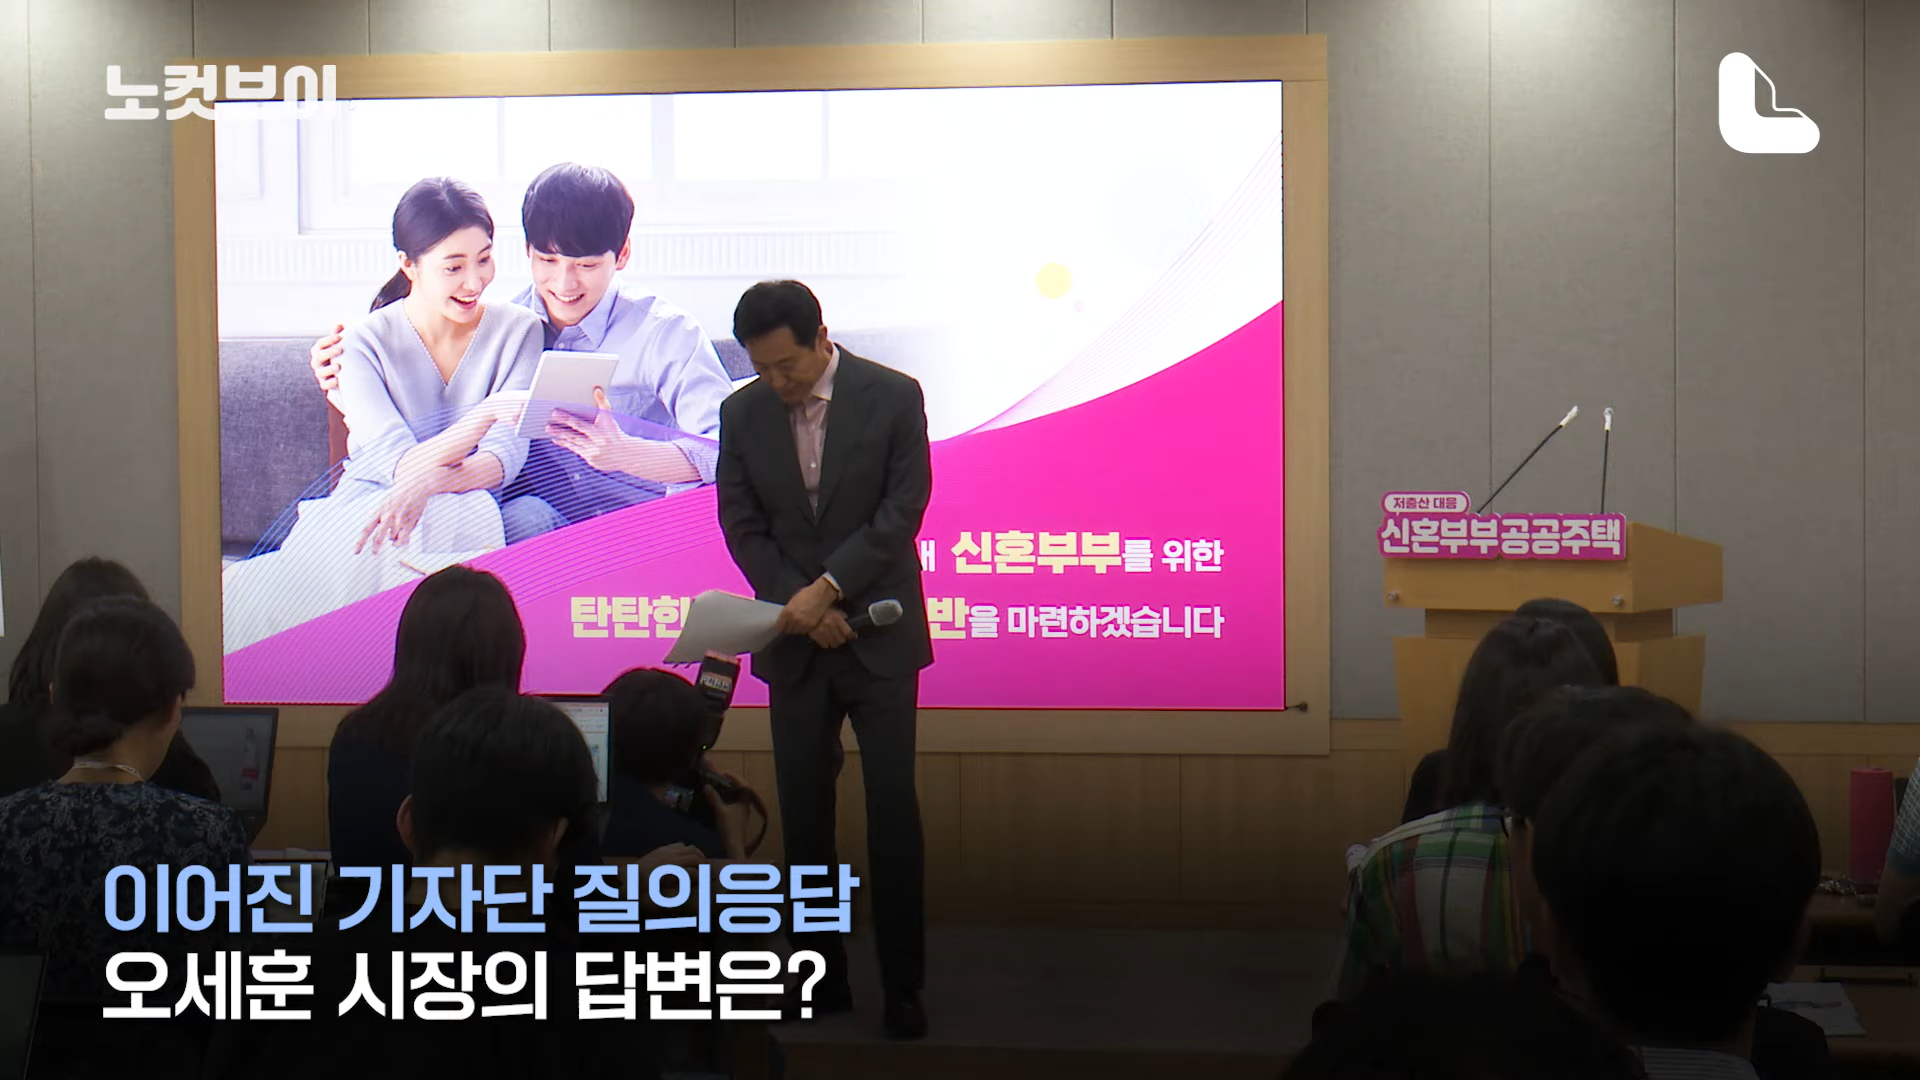 노컷브이
저출산 대응
신혼부부 공공주택
신혼부부를 위한
탄탄한 반을 마련하겠습니다
이어진 기자단 질의응답
오세훈 시장의 답변은?